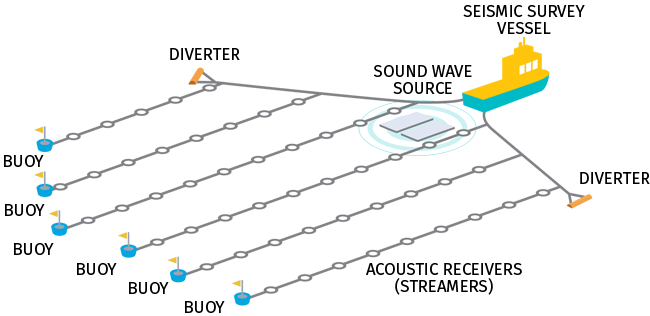 SEISMIC SURVEY
VESSEL
DIVERTER
SOUND WAVE
SOURCE
BUOY
DIVERTER
BUOY
BUOY
BUOY
ACOUSTIC RECEIVERS
(STREAMERS)
BUOY
BUOY